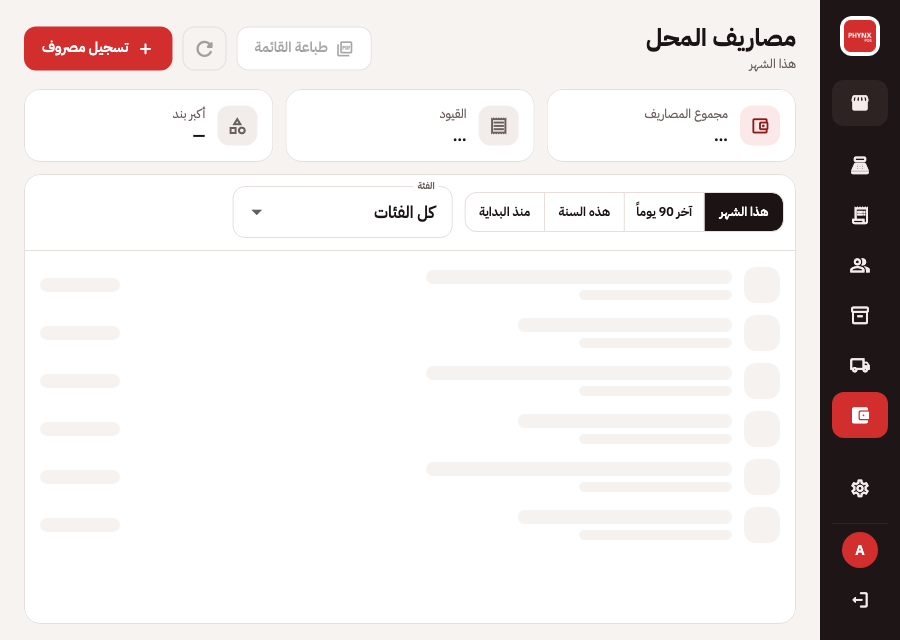 PHYNX
POS
مصاريف المحل
هذا الشهر
طباعة القائمة
تسجيل مصروف
مجموع المصاريف
...
القيود
...
أكبر بند
—
هذا الشهر
آخر 90 يوماً
هذه السنة
منذ البداية
الفئة
كل الفئات
A